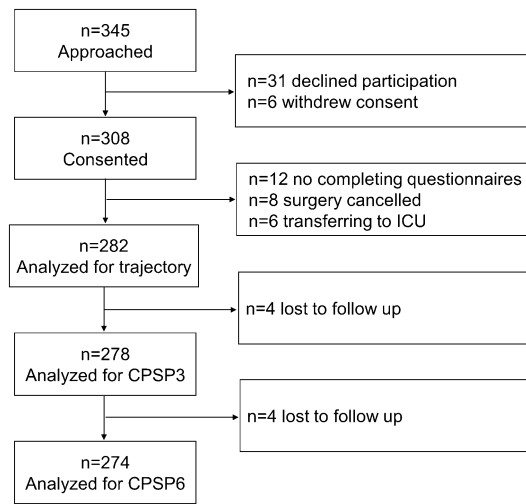 n=345
Approached
n=31 declined participation
n=6 withdrew consent
n=308
Consented
n=12 no completing questionnaires
n=8 surgery cancelled
n=6 transferring to ICU
n=282
Analyzed for trajectory
n=4 lost to follow up
n=278
Analyzed for CPSP3
n=4 lost to follow up
n=274
Analyzed for CPSP6